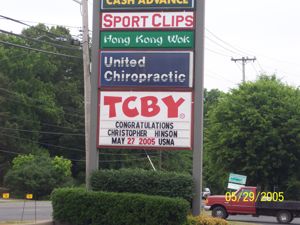 CASH ADVANCE
SPORT CLIPS
Hong Kong Wok
United
Chiropractic
TCBY®
CONGRATULATIONS
CHRISTOPHER HINSON
MAY 27 2005 USNA
05/29/2005